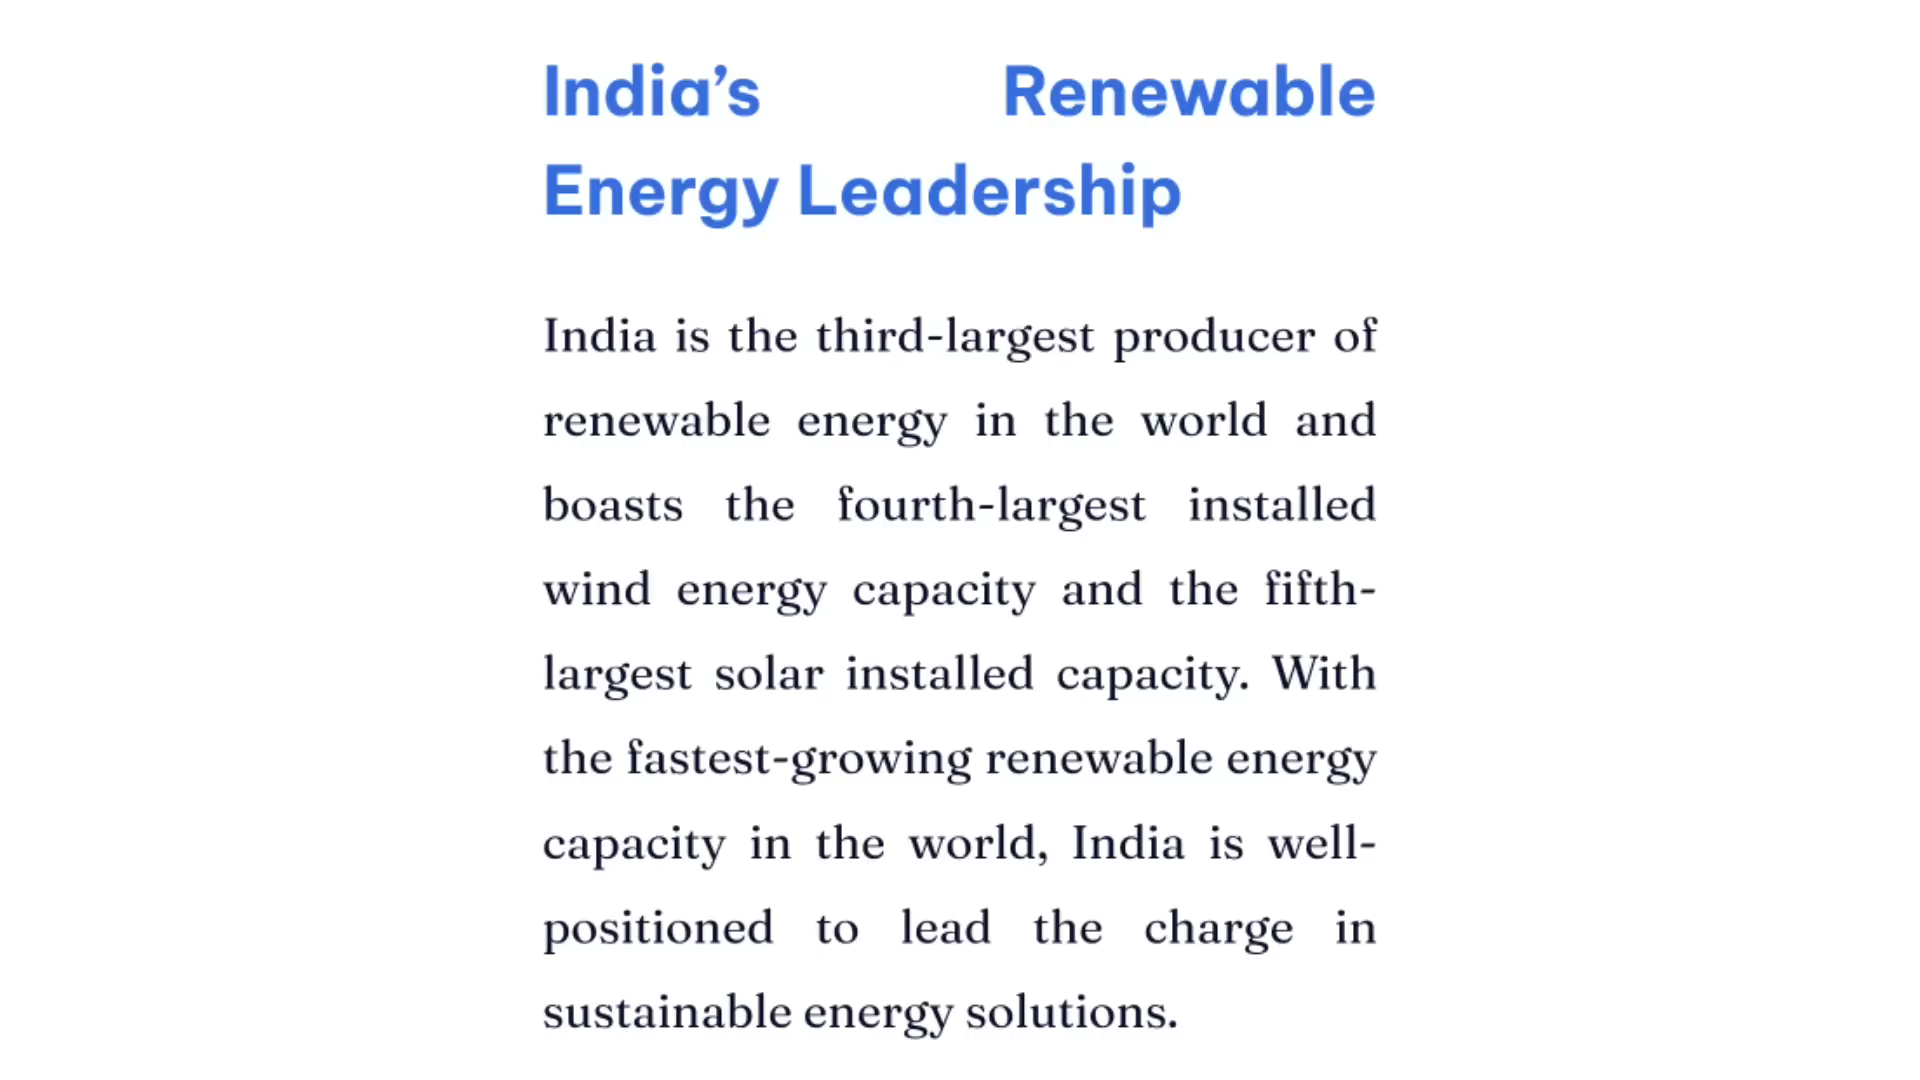 India’s Renewable
Energy Leadership
India is the third-largest producer of
renewable energy in the world and
boasts the fourth-largest installed
wind energy capacity and the fifth-
largest solar installed capacity. With
the fastest-growing renewable energy
capacity in the world, India is well-
positioned to lead the charge in
sustainable energy solutions.